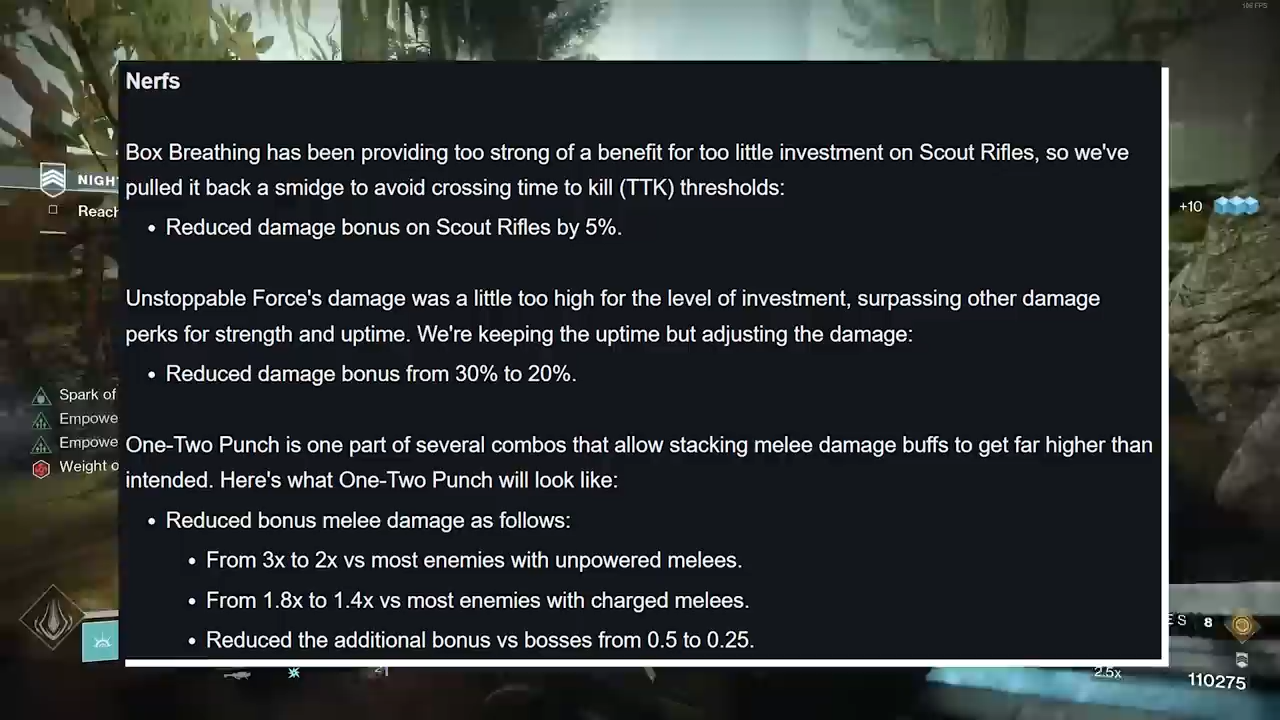 106 FPS
Nerfs
Box Breathing has been providing too strong of a benefit for too little investment on Scout Rifles, so we've
pulled it back a smidge to avoid crossing time to kill (TTK) thresholds:
• Reduced damage bonus on Scout Rifles by 5%.
Unstoppable Force's damage was a little too high for the level of investment, surpassing other damage
perks for strength and uptime. We're keeping the uptime but adjusting the damage:
• Reduced damage bonus from 30% to 20%.
One-Two Punch is one part of several combos that allow stacking melee damage buffs to get far higher than
intended. Here's what One-Two Punch will look like:
• Reduced bonus melee damage as follows:
• From 3x to 2x vs most enemies with unpowered melees.
• From 1.8x to 1.4x vs most enemies with charged melees.
• Reduced the additional bonus vs bosses from 0.5 to 0.25.
NIGH
Reach
+10
Spark of
Empowe
Empowe
Weight o
ES 8
2.5x
110275